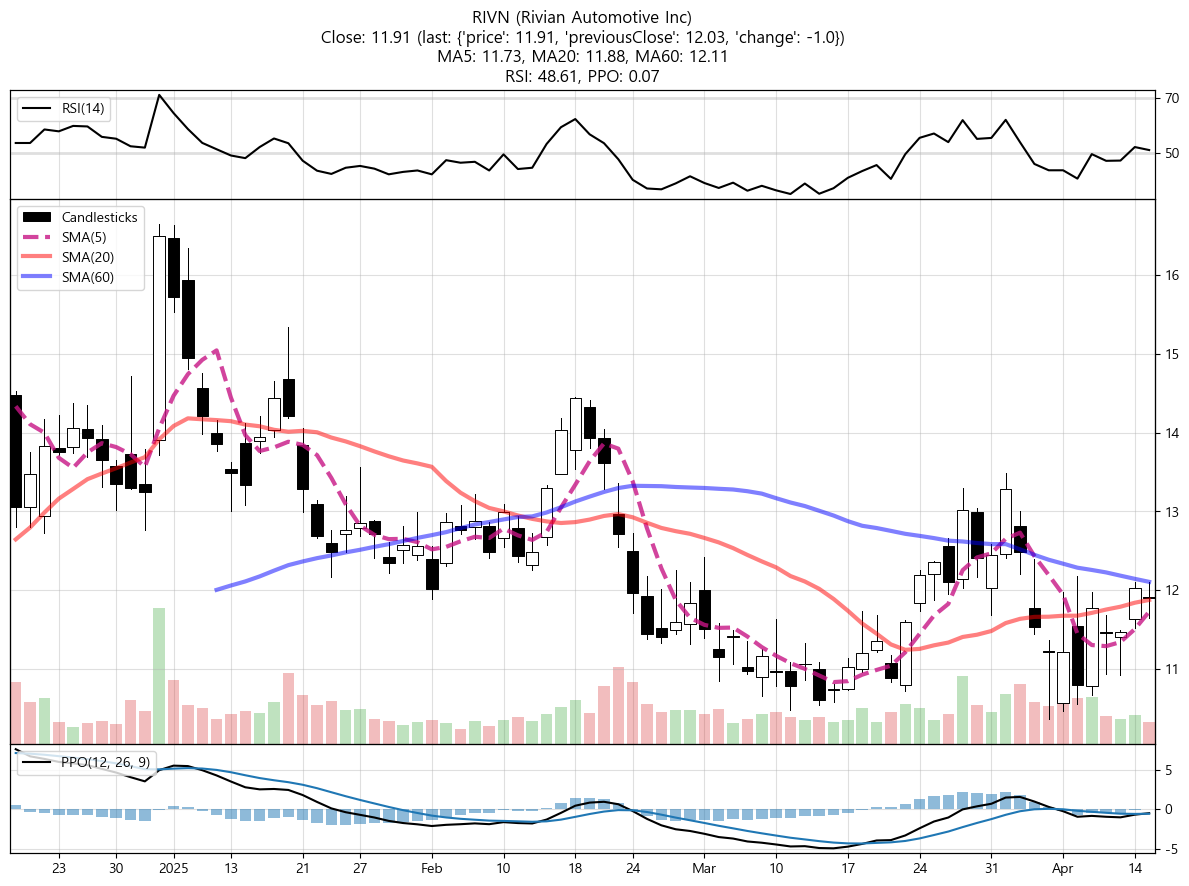 RIVN (Rivian Automotive Inc)
Close: 11.91 (last: {'price': 11.91, 'previousClose': 12.03, 'change': -1.0})
MA5: 11.73, MA20: 11.88, MA60: 12.11
RSI: 48.61, PPO: 0.07
RSI(14)
70
50
Candlesticks
SMA(5)
SMA(20)
SMA(60)
16
15
14
13
12
11
PPO(12, 26, 9)
5
0
-5
23 30 2025 13 21 27 Feb 10 18 24 Mar 10 17 24 31 Apr 14